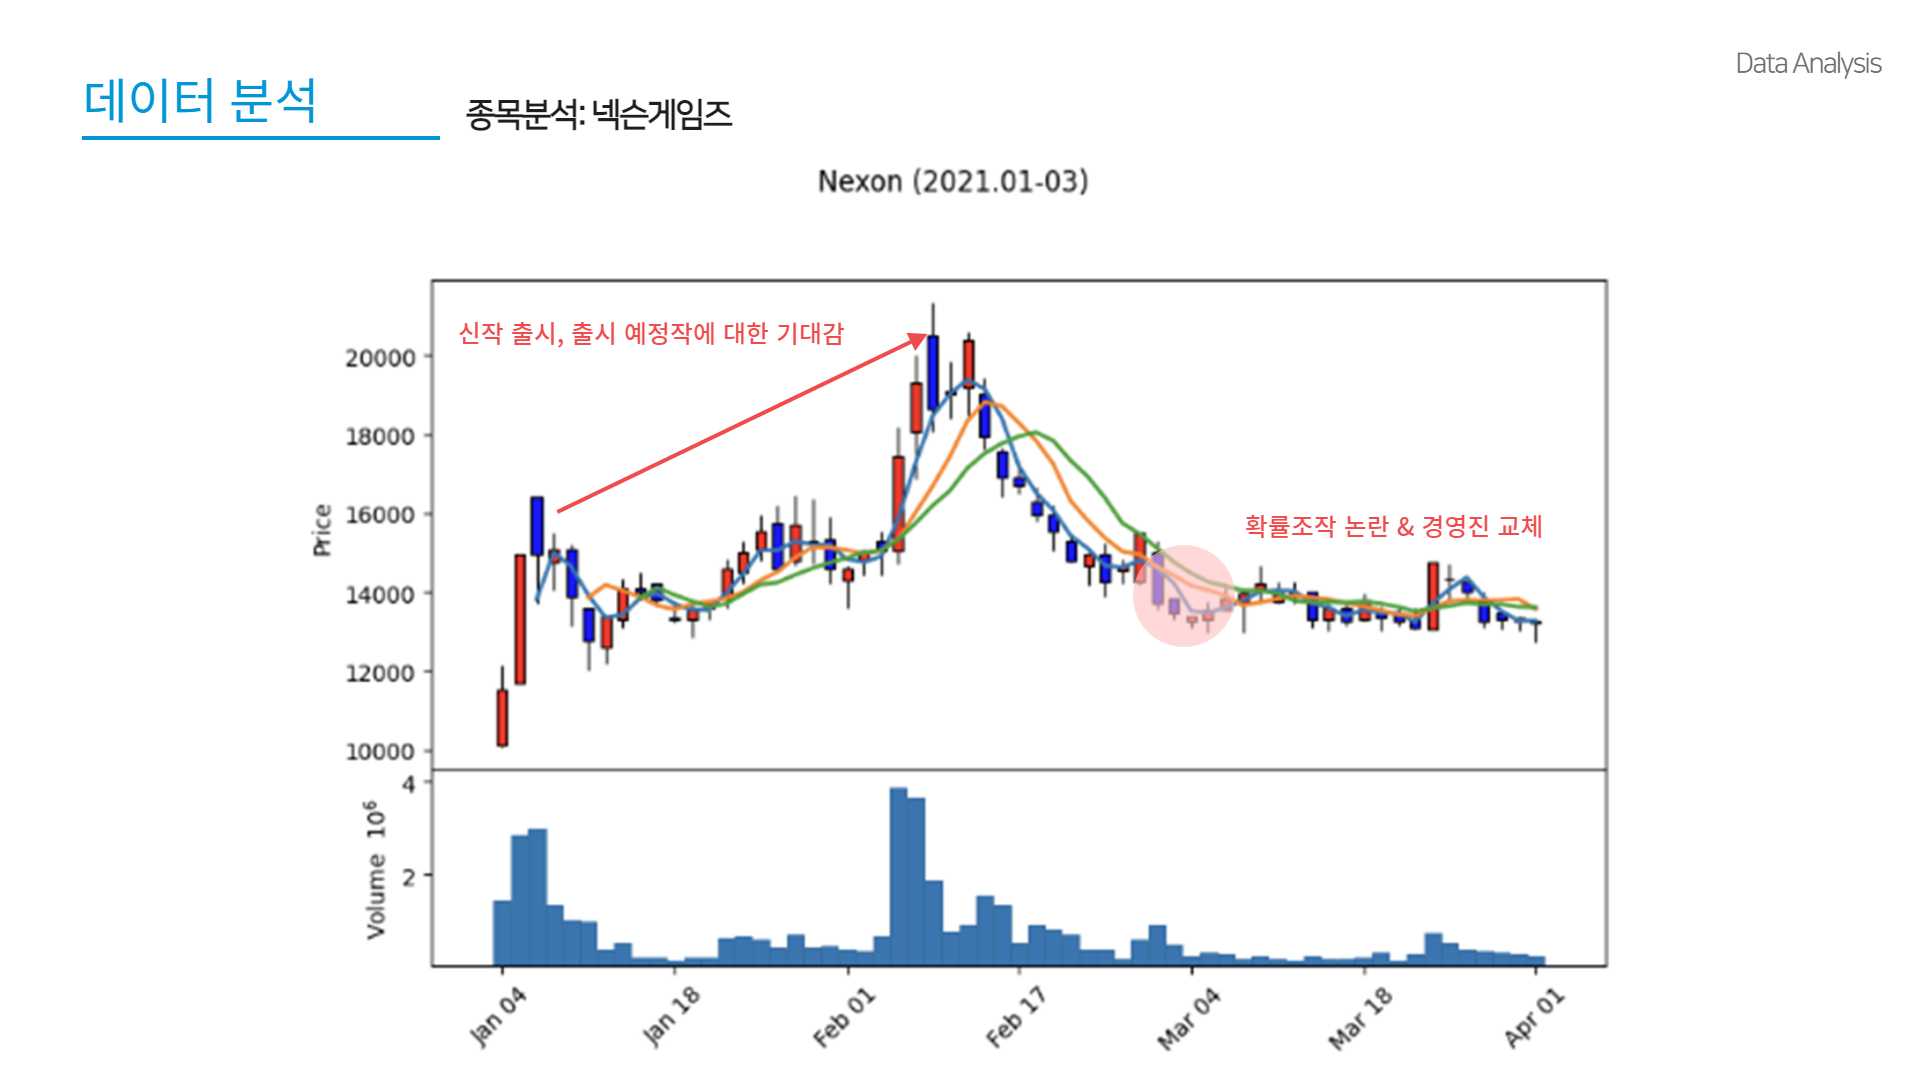 Data Analysis
데이터 분석
종목분석: 넥슨게임즈
Nexon (2021.01-03)
신작 출시, 출시 예정작에 대한 기대감
확률조작 논란 & 경영진 교체
Price
20000
18000
16000
14000
12000
10000
Volume 10⁶
4
2
Jan 04
Jan 18
Feb 01
Feb 17
Mar 04
Mar 18
Apr 01